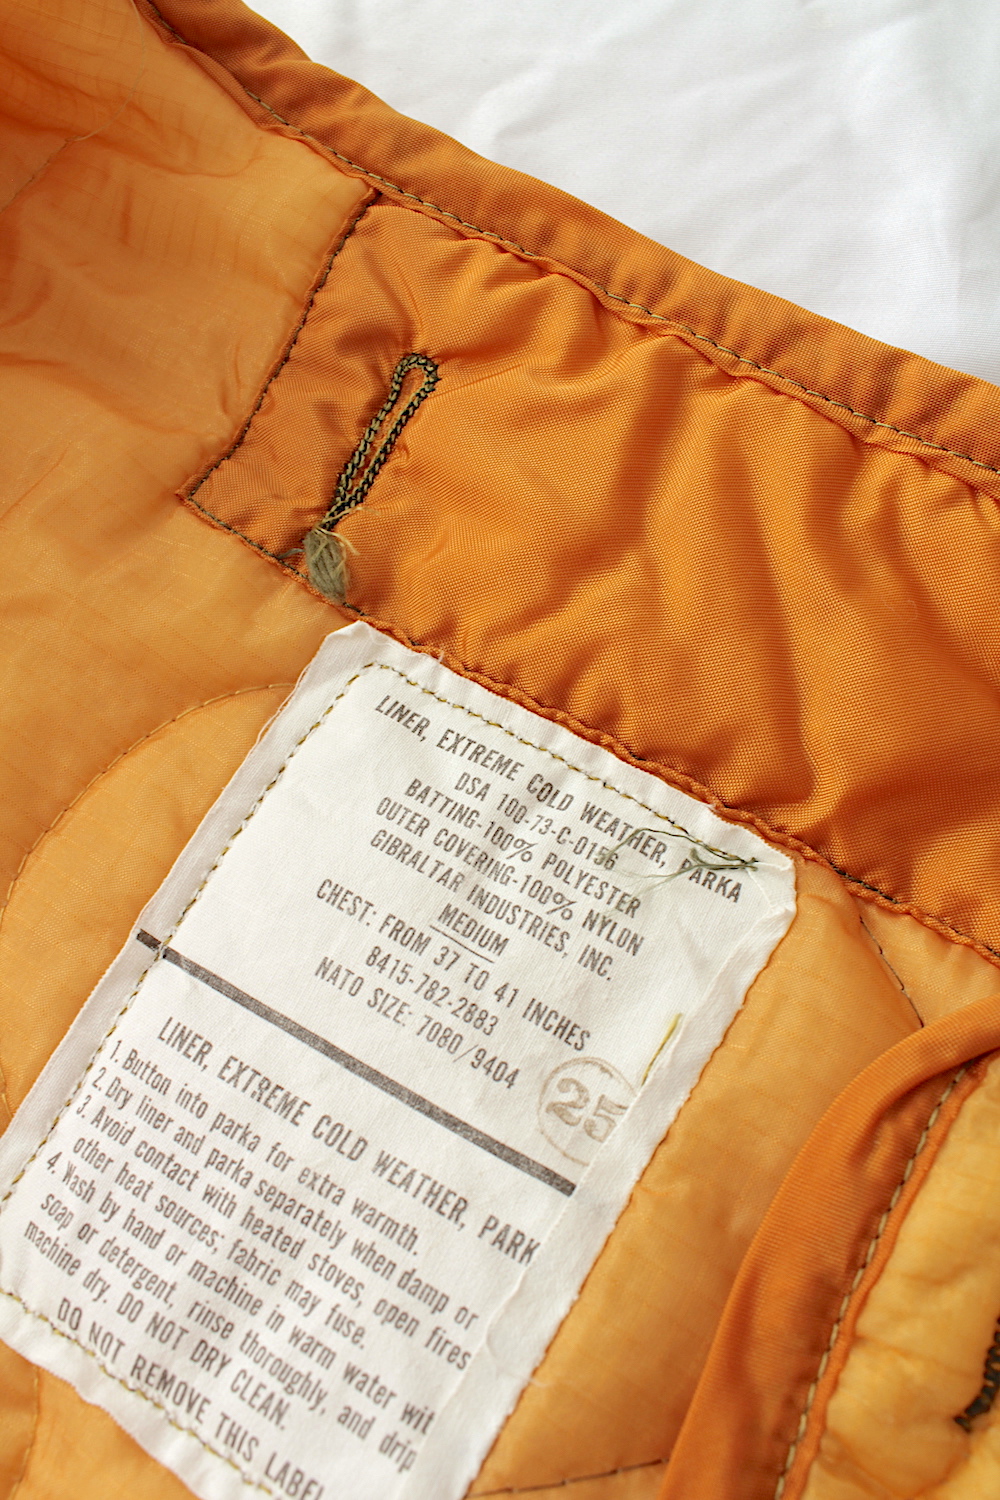 LINER, EXTREME COLD WEATHER, PARKA
DSA 100-73-C-0156
BATTING-100% POLYESTER
OUTER COVERING-100% NYLON
GIBRALTAR INDUSTRIES, INC.
MEDIUM
CHEST: FROM 37 TO 41 INCHES
8415-782-2883
NATO SIZE: 7080/9404
25
LINER, EXTREME COLD WEATHER, PARK
1. Button into parka for extra warmth.
2. Dry liner and parka separately when damp or
3. Avoid contact with heated stoves, open fires
other heat sources; fabric may fuse.
4. Wash by hand or machine in warm water wit
soap or detergent, rinse thoroughly, and drip
machine dry. DO NOT DRY CLEAN.
DO NOT REMOVE THIS LABEL